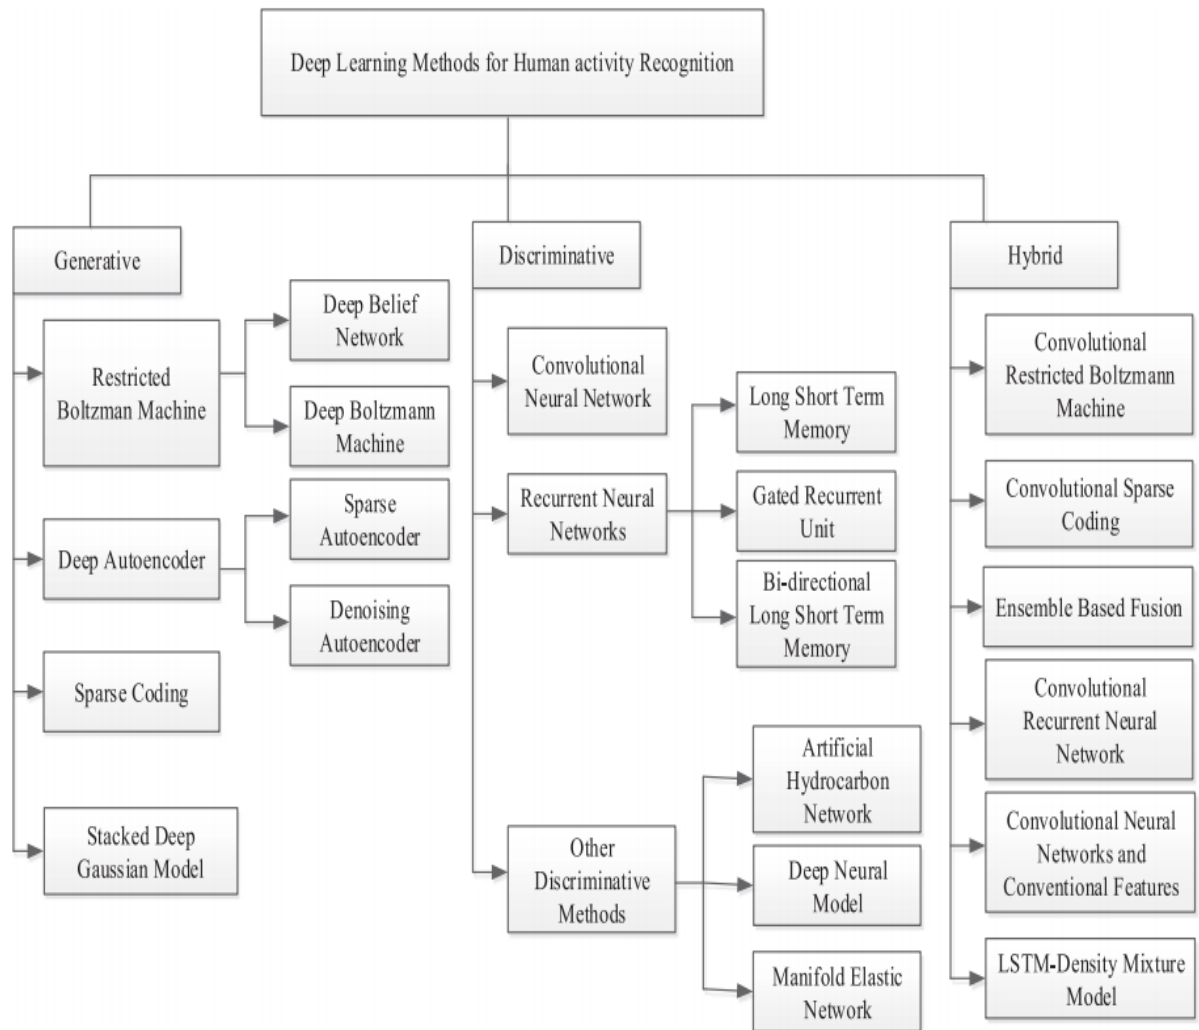 Deep Learning Methods for Human activity Recognition
Generative
Restricted
Boltzman Machine
Deep Belief
Network
Deep Boltzmann
Machine
Deep Autoencoder
Sparse
Autoencoder
Denoising
Autoencoder
Sparse Coding
Stacked Deep
Gaussian Model
Discriminative
Convolutional
Neural Network
Recurrent Neural
Networks
Long Short Term
Memory
Gated Recurrent
Unit
Bi-directional
Long Short Term
Memory
Other
Discriminative
Methods
Artificial
Hydrocarbon
Network
Deep Neural
Model
Manifold Elastic
Network
Hybrid
Convolutional
Restricted Boltzmann
Machine
Convolutional Sparse
Coding
Ensemble Based Fusion
Convolutional
Recurrent Neural
Network
Convolutional Neural
Networks and
Conventional Features
LSTM-Density Mixture
Model